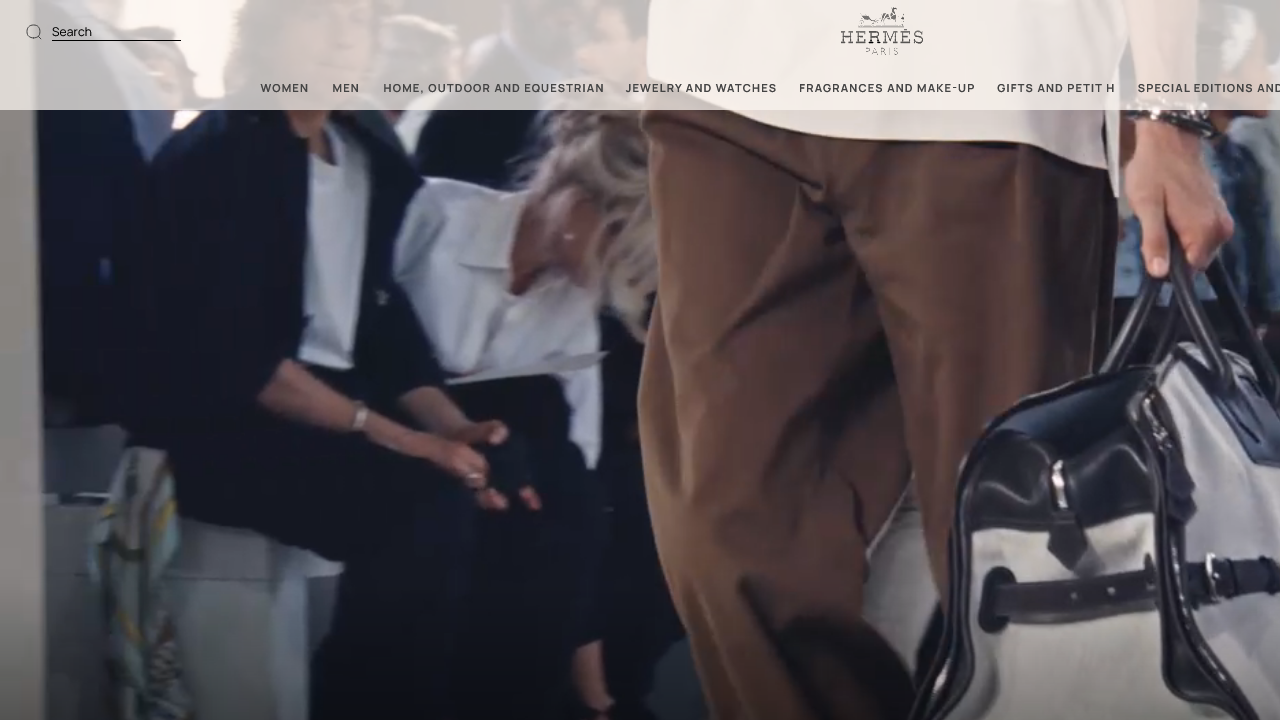 Search
HERMÈS
PARIS
WOMEN MEN HOME, OUTDOOR AND EQUESTRIAN JEWELRY AND WATCHES FRAGRANCES AND MAKE-UP GIFTS AND PETIT H SPECIAL EDITIONS AND